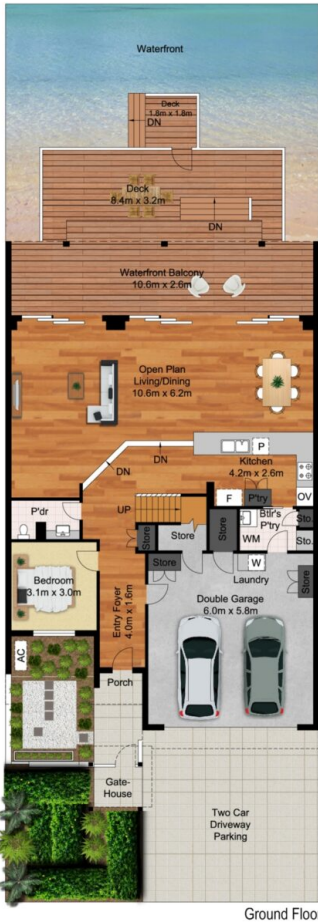 Waterfront
Deck
1.8m x 1.8m
DN
Deck
8.4m x 3.2m
DN
Waterfront Balcony
10.6m x 2.6m
Open Plan
Living/Dining
10.6m x 6.2m
Kitchen
4.2m x 2.6m
P
DN
DN
F
P'try
OV
UP
Btlr's
P'try
WM
Sto.
Sto.
P'dr
Store
Store
Store
Store
Store
W
Laundry
Bedroom
3.1m x 3.0m
Entry Foyer
4.0m x 1.6m
Double Garage
6.0m x 5.8m
AC
Porch
Gate-
House
Two Car
Driveway
Parking
Ground Floo